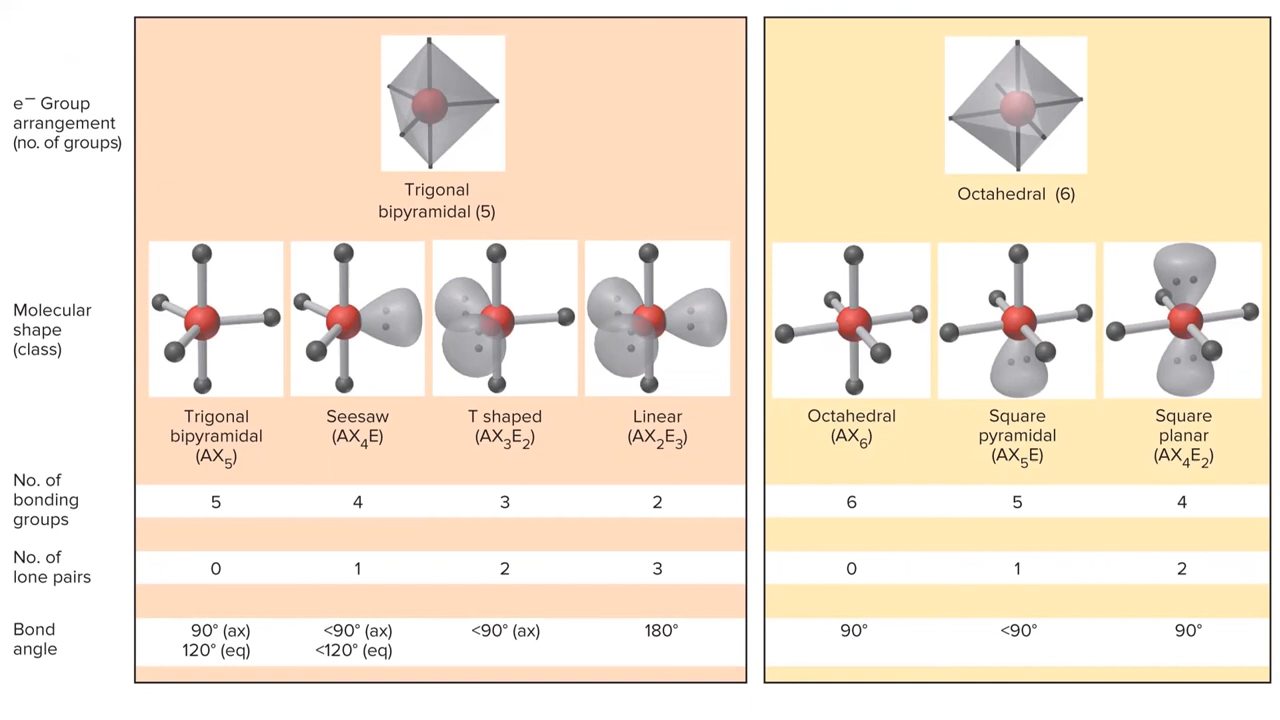 e⁻ Group
arrangement
(no. of groups)
Trigonal
bipyramidal (5)
Octahedral (6)
Molecular
shape
(class)
Trigonal
bipyramidal
(AX₅)
Seesaw
(AX₄E)
T shaped
(AX₃E₂)
Linear
(AX₂E₃)
Octahedral
(AX₆)
Square
pyramidal
(AX₅E)
Square
planar
(AX₄E₂)
No. of
bonding
groups
5 4 3 2 6 5 4
No. of
lone pairs
0 1 2 3 0 1 2
Bond
angle
90° (ax) <90° (ax) <90° (ax) 180° 90° <90° 90°
120° (eq) <120° (eq)